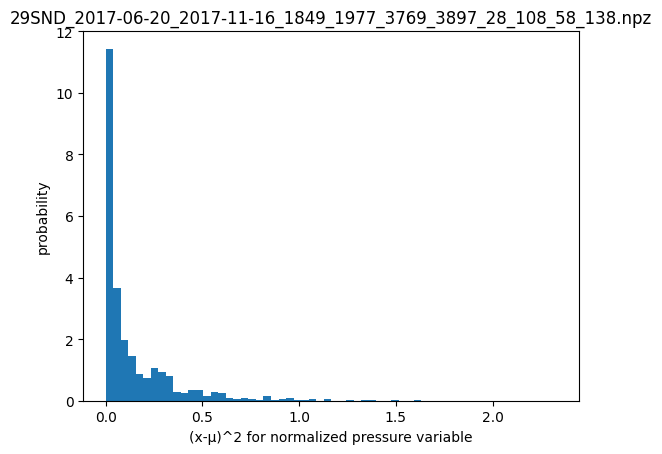 29SND_2017-06-20_2017-11-16_1849_1977_3769_3897_28_108_58_138.npz
12
10
8
6
4
2
0
probability
0.0 0.5 1.0 1.5 2.0
(x-μ)^2 for normalized pressure variable